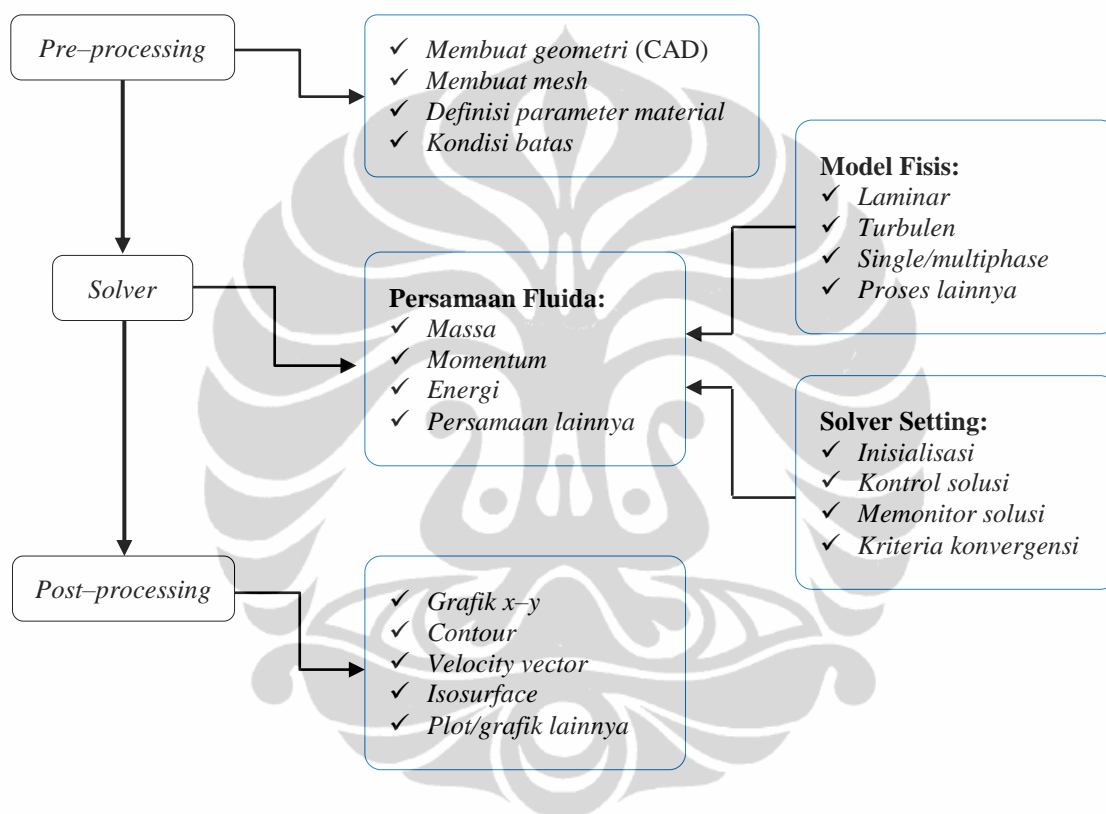 Pre–processing
✓ Membuat geometri (CAD)
✓ Membuat mesh
✓ Definisi parameter material
✓ Kondisi batas
Model Fisis:
✓ Laminar
✓ Turbulen
✓ Single/multiphase
✓ Proses lainnya
Solver
Persamaan Fluida:
✓ Massa
✓ Momentum
✓ Energi
✓ Persamaan lainnya
Solver Setting:
✓ Inisialisasi
✓ Kontrol solusi
✓ Memonitor solusi
✓ Kriteria konvergensi
Post–processing
✓ Grafik x–y
✓ Contour
✓ Velocity vector
✓ Isosurface
✓ Plot/grafik lainnya